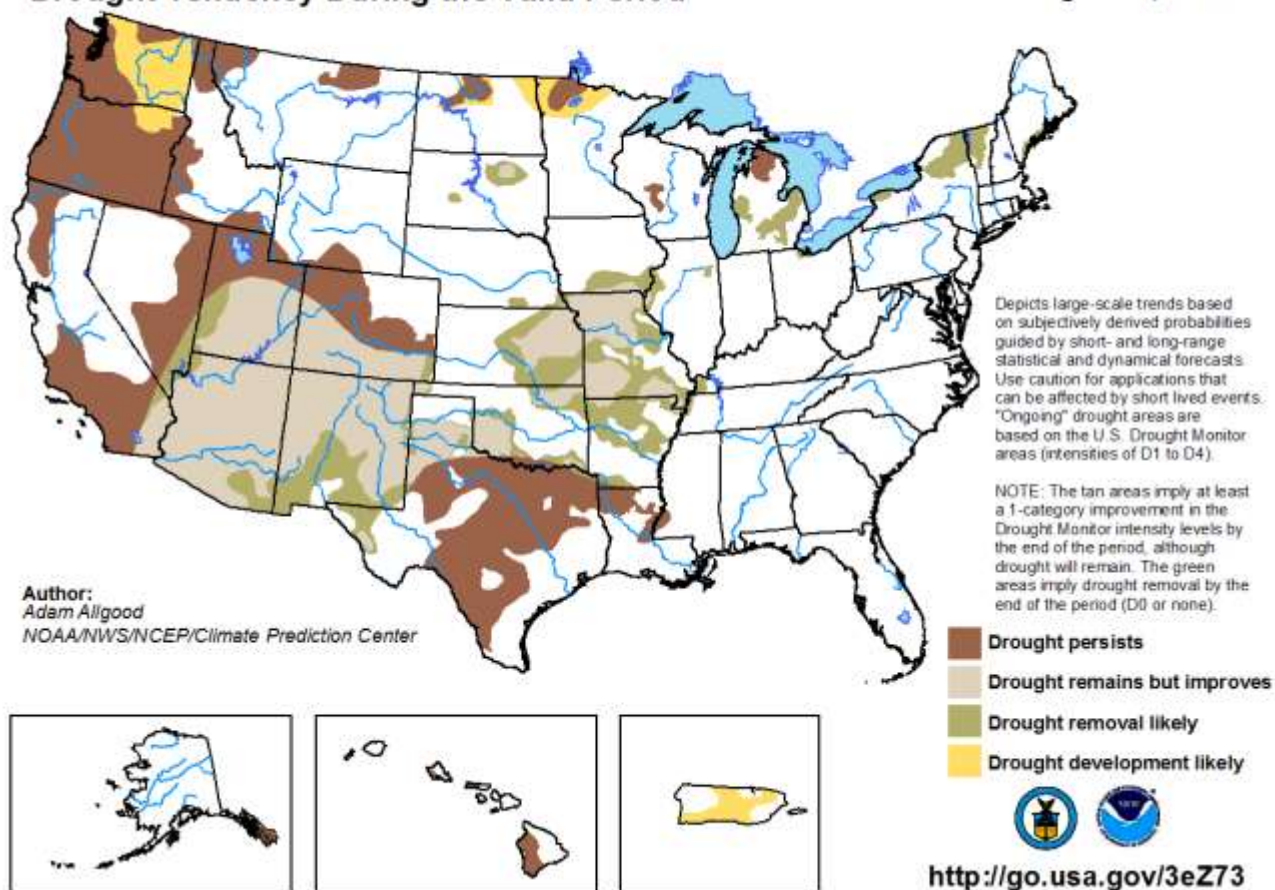 Depicts large-scale trends based
on subjectively derived probabilities
guided by short- and long-range
statistical and dynamical forecasts.
Use caution for applications that
can be affected by short lived events.
"Ongoing" drought areas are
based on the U.S. Drought Monitor
areas (intensities of D1 to D4).
NOTE: The tan areas imply at least
a 1-category improvement in the
Drought Monitor intensity levels by
the end of the period, although
drought will remain. The green
areas imply drought removal by the
end of the period (D0 or none).
Author:
Adam Allgood
NOAA/NWS/NCEP/Climate Prediction Center
Drought persists
Drought remains but improves
Drought removal likely
Drought development likely
http://go.usa.gov/3eZ73